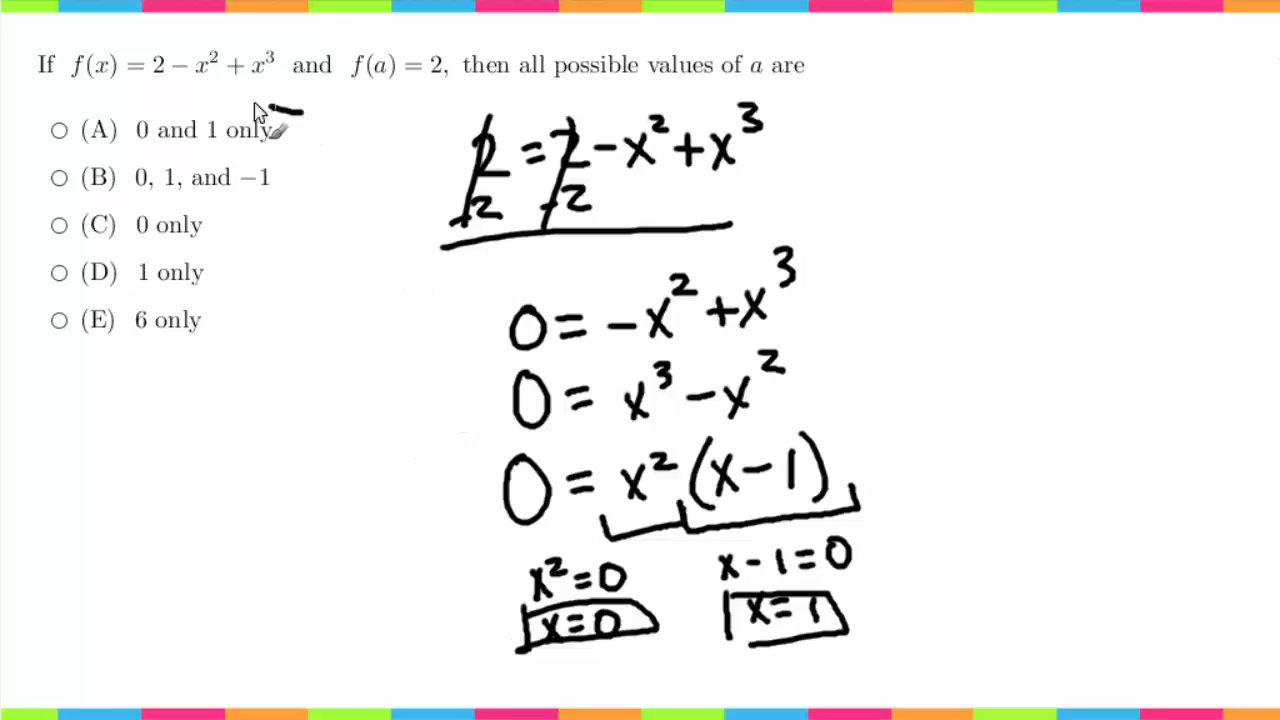 If f(x) = 2 − x² + x³ and f(a) = 2, then all possible values of a are
(A) 0 and 1 only
(B) 0, 1, and −1
(C) 0 only
(D) 1 only
(E) 6 only
2 = 2 − x² + x³
-2 -2
0 = −x² + x³
0 = x³ − x²
0 = x² (x − 1)
x² = 0 x − 1 = 0
x = 0 x = 1